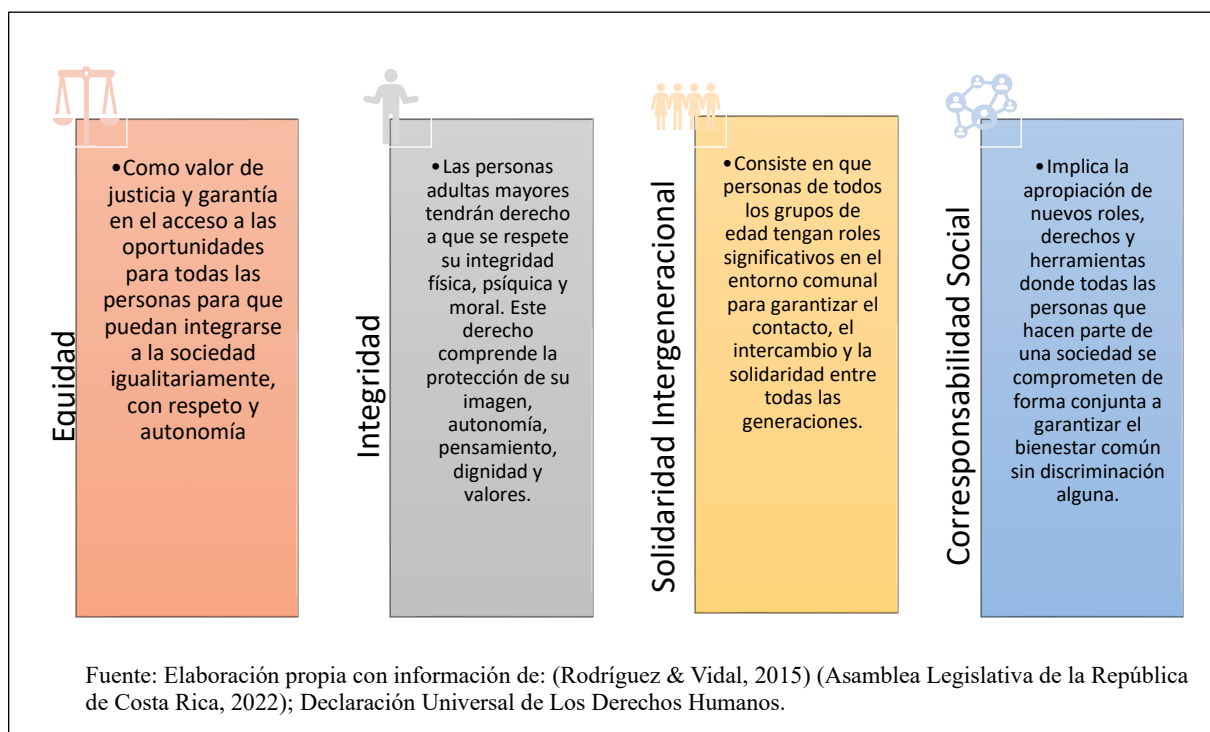 Equidad
•Como valor de
justicia y garantía
en el acceso a las
oportunidades
para todas las
personas para que
puedan integrarse
a la sociedad
igualitariamente,
con respeto y
autonomía
Integridad
•Las personas
adultas mayores
tendrán derecho
a que se respete
su integridad
física, psíquica y
moral. Este
derecho
comprende la
protección de su
imagen,
autonomía,
pensamiento,
dignidad y
valores.
Solidaridad Intergeneracional
•Consiste en que
personas de todos
los grupos de
edad tengan roles
significativos en el
entorno comunal
para garantizar el
contacto, el
intercambio y la
solidaridad entre
todas las
generaciones.
Corresponsabilidad Social
•Implica la
apropiación de
nuevos roles,
derechos y
herramientas
donde todas las
personas que
hacen parte de
una sociedad se
comprometen de
forma conjunta a
garantizar el
bienestar común
sin discriminación
alguna.
Fuente: Elaboración propia con información de: (Rodríguez & Vidal, 2015) (Asamblea Legislativa de la República
de Costa Rica, 2022); Declaración Universal de Los Derechos Humanos.